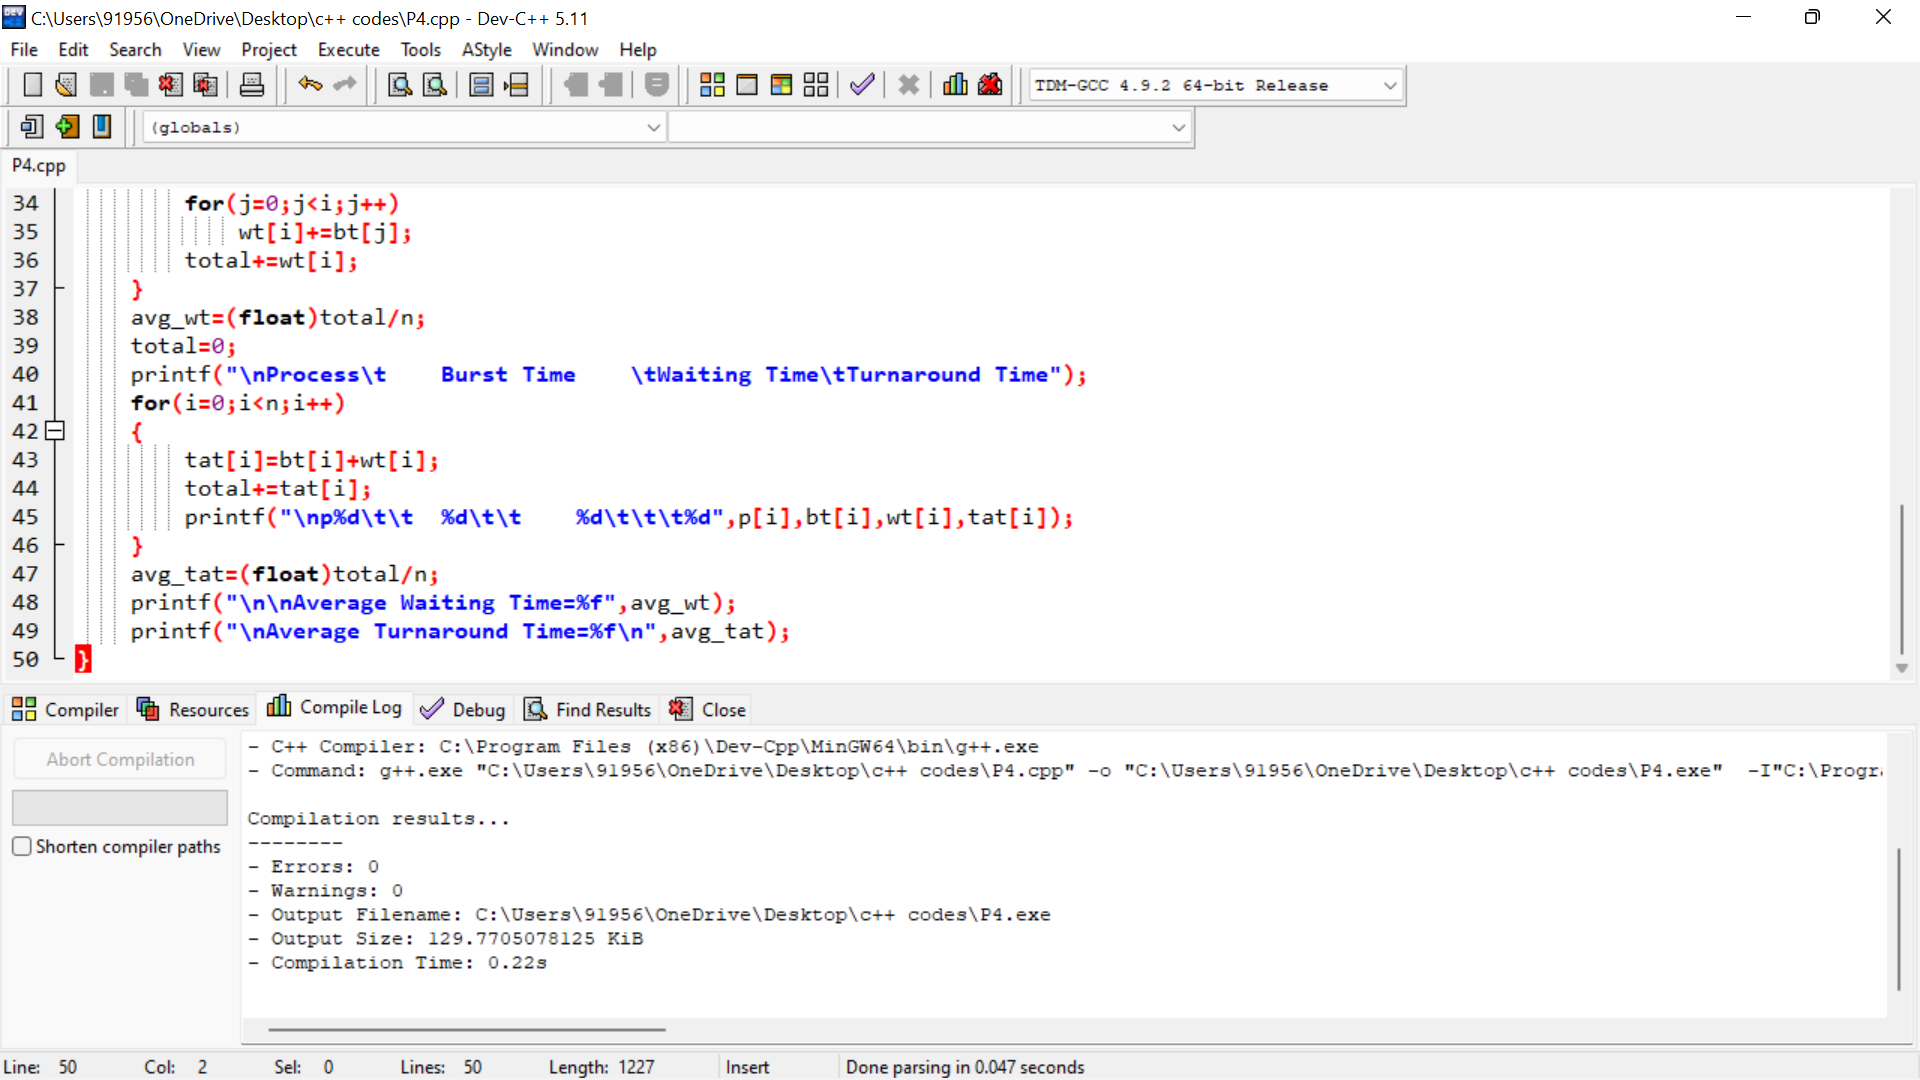 C:\Users\91956\OneDrive\Desktop\c++ codes\P4.cpp - Dev-C++ 5.11
File Edit Search View Project Execute Tools AStyle Window Help
TDM-GCC 4.9.2 64-bit Release
(globals)
P4.cpp
34 for(j=0;j<i;j++)
35 wt[i]+=bt[j];
36 total+=wt[i];
37 }
38 avg_wt=(float)total/n;
39 total=0;
40 printf("\nProcess\t    Burst Time    \tWaiting Time\tTurnaround Time");
41 for(i=0;i<n;i++)
42 {
43 tat[i]=bt[i]+wt[i];
44 total+=tat[i];
45 printf("\np%d\t\t  %d\t\t    %d\t\t\t%d",p[i],bt[i],wt[i],tat[i]);
46 }
47 avg_tat=(float)total/n;
48 printf("\n\nAverage Waiting Time=%f",avg_wt);
49 printf("\nAverage Turnaround Time=%f\n",avg_tat);
50 }
Compiler Resources Compile Log Debug Find Results Close
Abort Compilation
Shorten compiler paths
- C++ Compiler: C:\Program Files (x86)\Dev-Cpp\MinGW64\bin\g++.exe
- Command: g++.exe "C:\Users\91956\OneDrive\Desktop\c++ codes\P4.cpp" -o "C:\Users\91956\OneDrive\Desktop\c++ codes\P4.exe"  -I"C:\Progr
Compilation results...
--------
- Errors: 0
- Warnings: 0
- Output Filename: C:\Users\91956\OneDrive\Desktop\c++ codes\P4.exe
- Output Size: 129.7705078125 KiB
- Compilation Time: 0.22s
Line: 50 Col: 2 Sel: 0 Lines: 50 Length: 1227 Insert Done parsing in 0.047 seconds